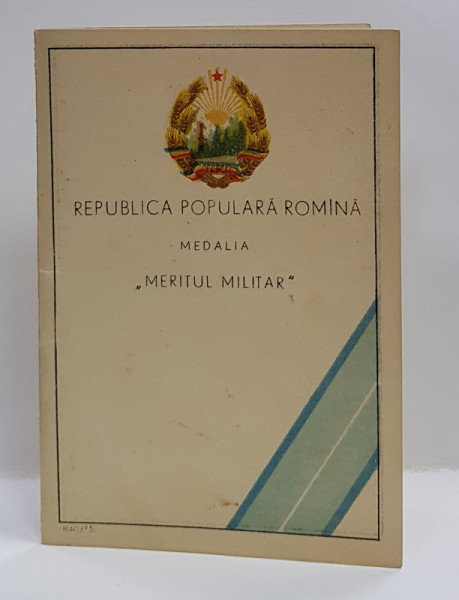 REPUBLICA POPULARĂ ROMÎNĂ
MEDALIA
„MERITUL MILITAR"